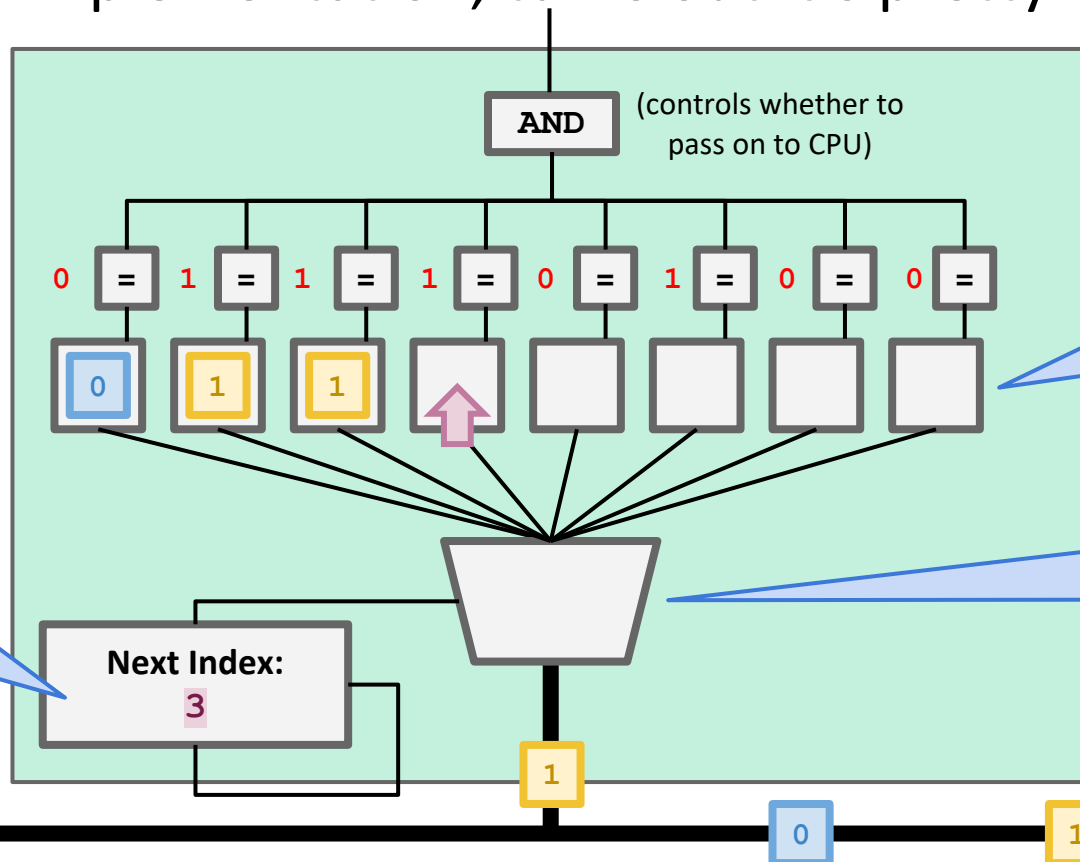 AND
(controls whether to
pass on to CPU)
0 = 1 = 1 = 1 = 0 = 1 = 0 = 0 =
0 1 1
Next Index:
3
1
0 1